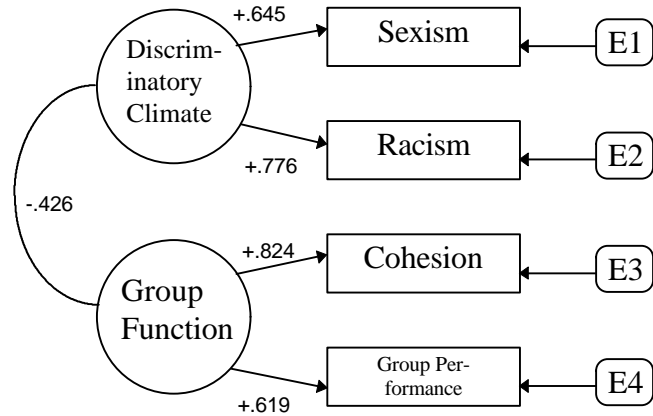 +.645
Sexism
E1
Discrim-
inatory
Climate
+.776
Racism
E2
-.426
+.824
Cohesion
E3
Group
Function
+.619
Group Per-
formance
E4